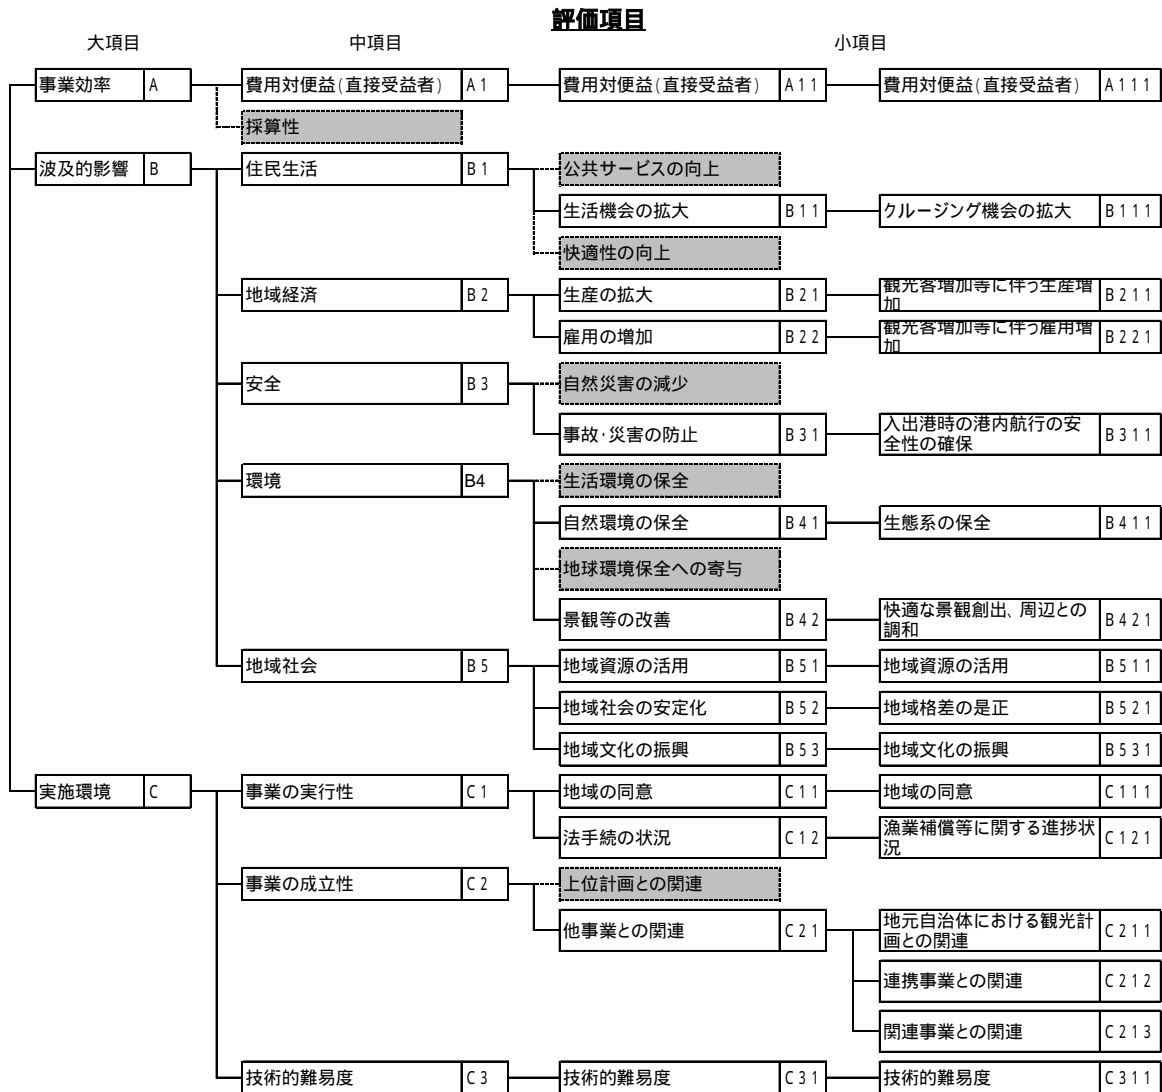 評価項目
大項目 中項目 小項目
事業効率 A 費用対便益(直接受益者) A1 費用対便益(直接受益者) A11 費用対便益(直接受益者) A111
採算性
波及的影響 B 住民生活 B1 公共サービスの向上
生活機会の拡大 B11 クルージング機会の拡大 B111
快適性の向上
地域経済 B2 生産の拡大 B21 観光客増加等に伴う生産増
加 B211
雇用の増加 B22 観光客増加等に伴う雇用増
加 B221
安全 B3 自然災害の減少
事故・災害の防止 B31 入出港時の港内航行の安
全性の確保 B311
環境 B4 生活環境の保全
自然環境の保全 B41 生態系の保全 B411
地球環境保全への寄与
景観等の改善 B42 快適な景観創出、周辺との
調和 B421
地域社会 B5 地域資源の活用 B51 地域資源の活用 B511
地域社会の安定化 B52 地域格差の是正 B521
地域文化の振興 B53 地域文化の振興 B531
実施環境 C 事業の実行性 C1 地域の同意 C11 地域の同意 C111
法手続の状況 C12 漁業補償等に関する進捗状
況 C121
事業の成立性 C2 上位計画との関連
他事業との関連 C21 地元自治体における観光計
画との関連 C211
連携事業との関連 C212
関連事業との関連 C213
技術的難易度 C3 技術的難易度 C31 技術的難易度 C311